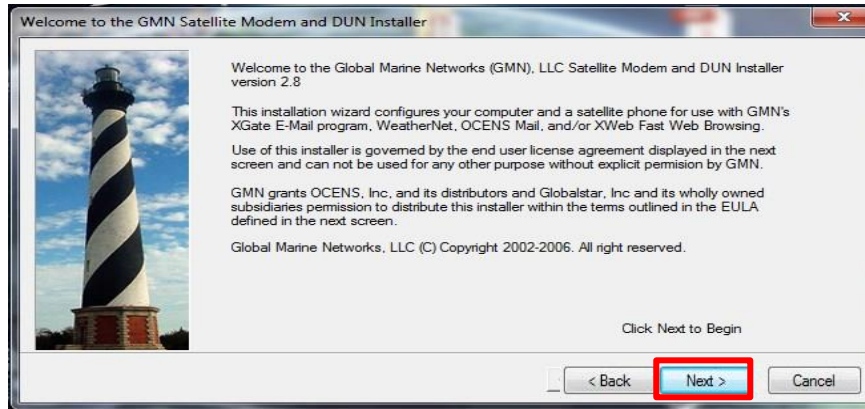 Welcome to the GMN Satellite Modem and DUN Installer
Welcome to the Global Marine Networks (GMN), LLC Satellite Modem and DUN Installer
version 2.8
This installation wizard configures your computer and a satellite phone for use with GMN's
XGate E-Mail program, WeatherNet, OCENS Mail, and/or XWeb Fast Web Browsing.
Use of this installer is governed by the end user license agreement displayed in the next
screen and can not be used for any other purpose without explicit permision by GMN.
GMN grants OCENS, Inc, and its distributors and Globalstar, Inc and its wholly owned
subsidiaries permission to distribute this installer within the terms outlined in the EULA
defined in the next screen.
Global Marine Networks, LLC (C) Copyright 2002-2006. All right reserved.
Click Next to Begin
< Back Next > Cancel